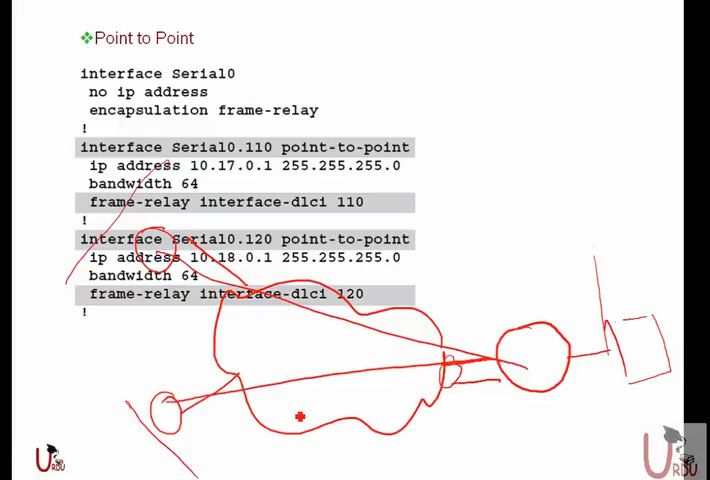 ❖Point to Point
interface Serial0
no ip address
encapsulation frame-relay
!
interface Serial0.110 point-to-point
ip address 10.17.0.1 255.255.255.0
bandwidth 64
frame-relay interface-dlci 110
!
interface Serial0.120 point-to-point
ip address 10.18.0.1 255.255.255.0
bandwidth 64
frame-relay interface-dlci 120
!
URDU
URDU